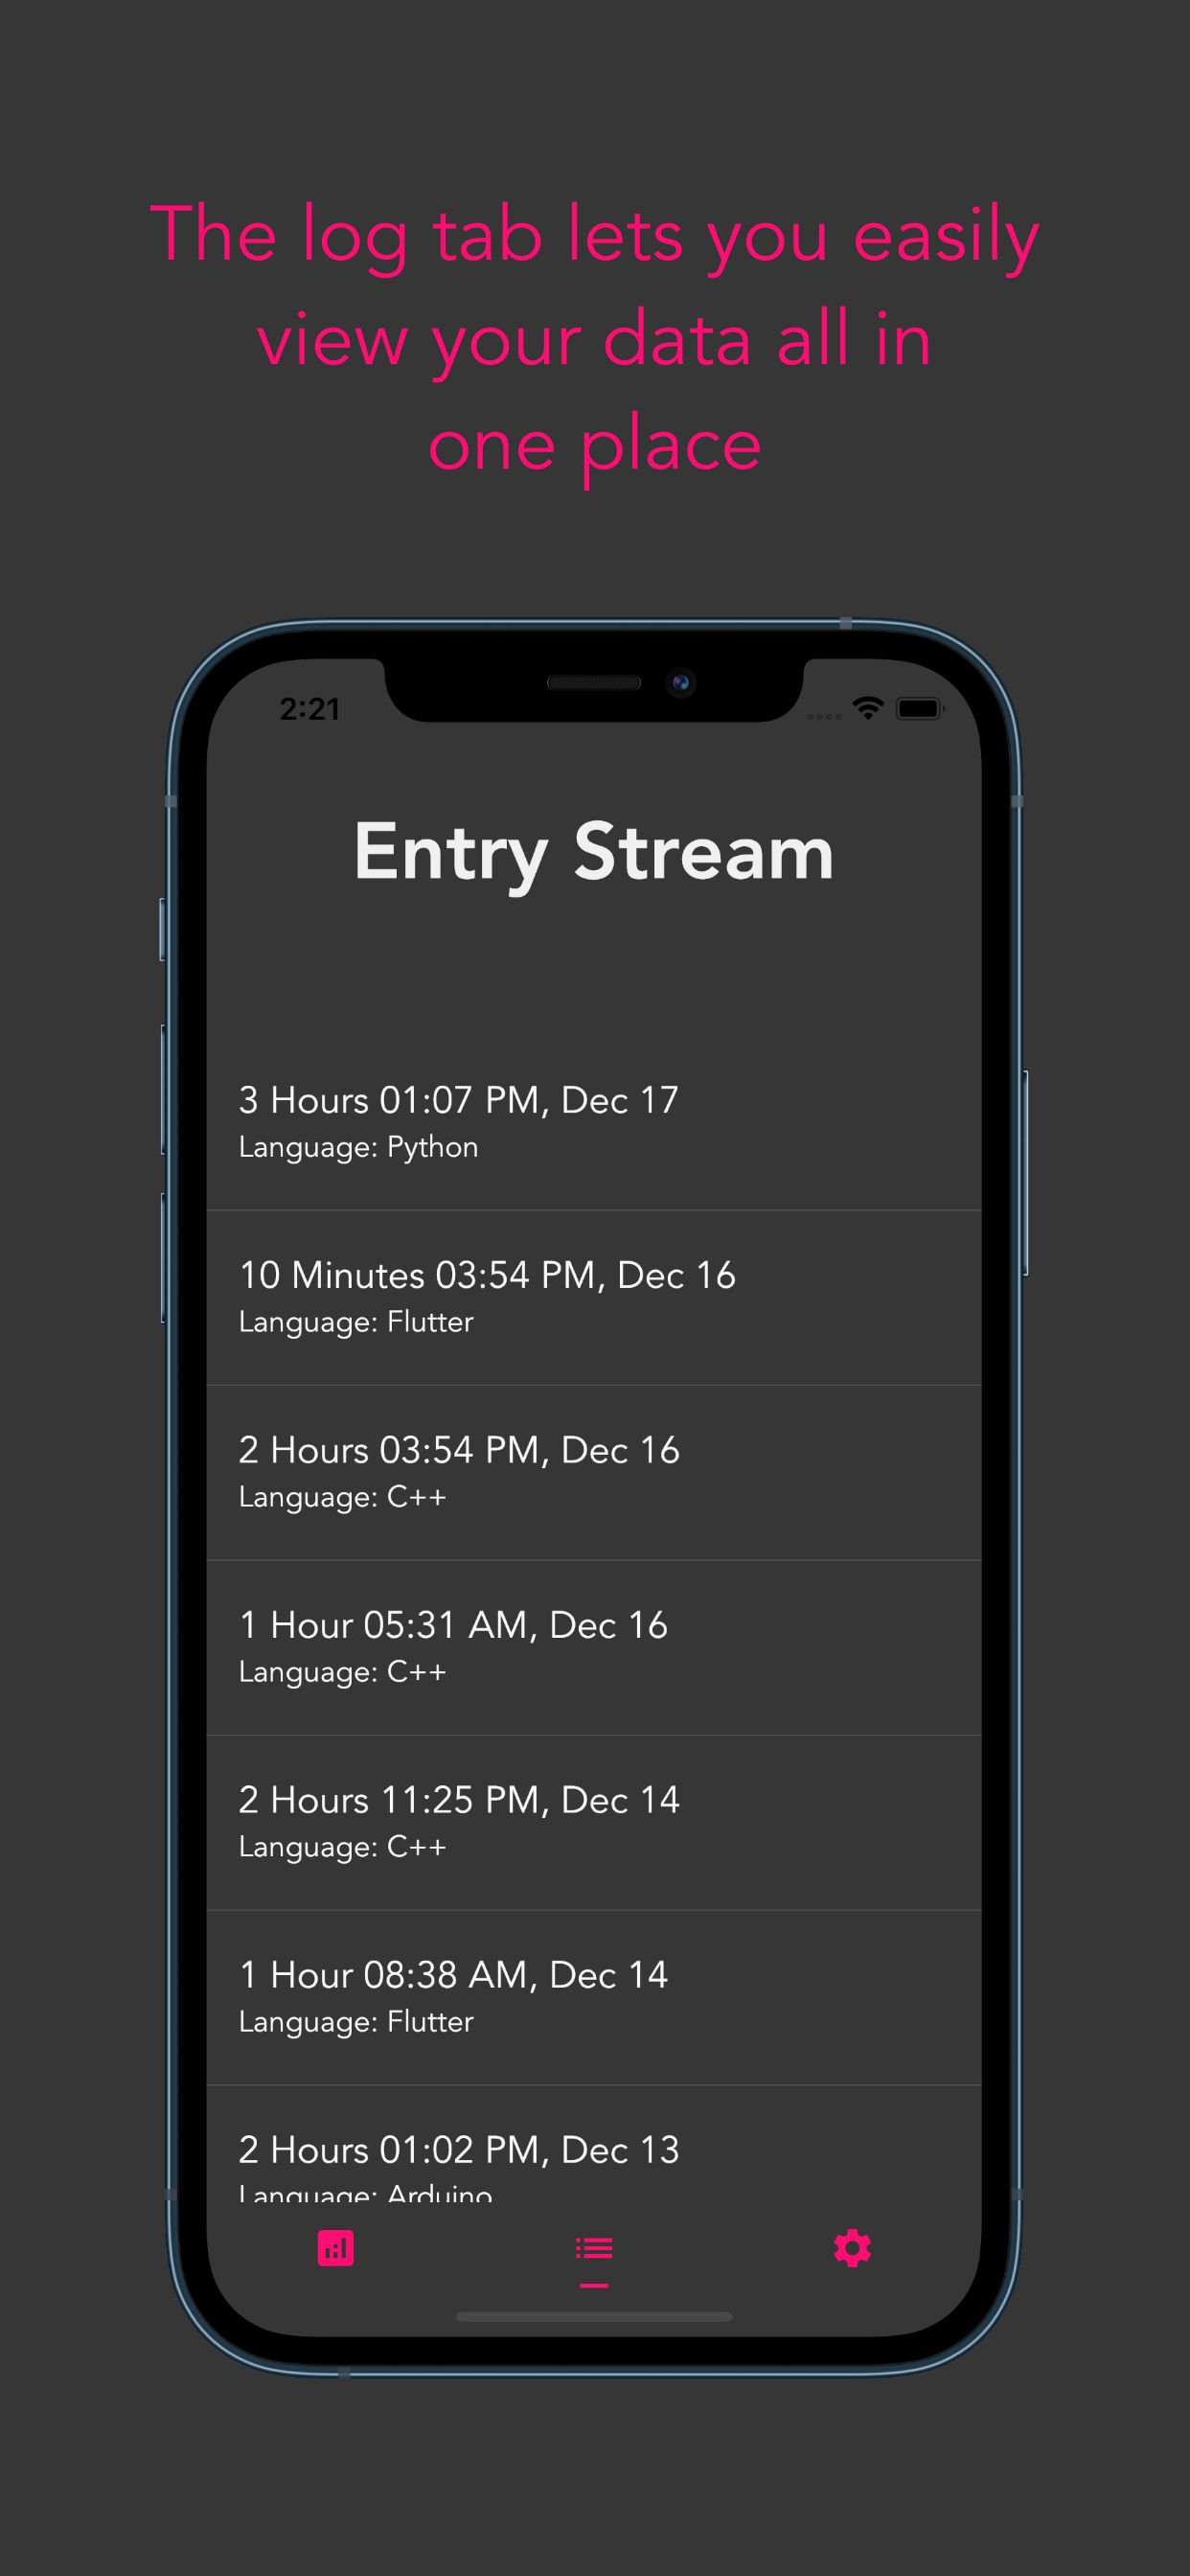 The log tab lets you easily
view your data all in
one place
2:21
Entry Stream
3 Hours 01:07 PM, Dec 17
Language: Python
10 Minutes 03:54 PM, Dec 16
Language: Flutter
2 Hours 03:54 PM, Dec 16
Language: C++
1 Hour 05:31 AM, Dec 16
Language: C++
2 Hours 11:25 PM, Dec 14
Language: C++
1 Hour 08:38 AM, Dec 14
Language: Flutter
2 Hours 01:02 PM, Dec 13
Language: Arduino